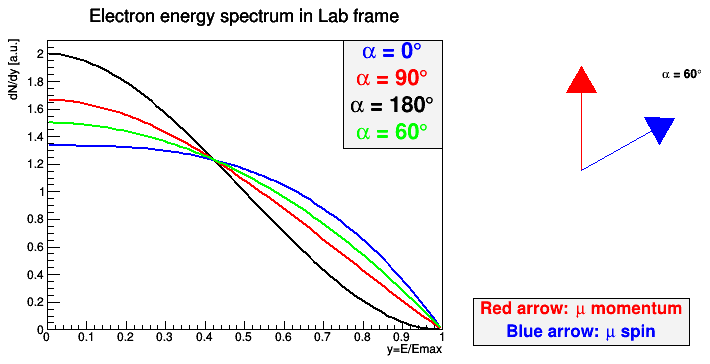 Electron energy spectrum in Lab frame
dN/dy [a.u.]
2
1.8
1.6
1.4
1.2
1
0.8
0.6
0.4
0.2
0
0 0.1 0.2 0.3 0.4 0.5 0.6 0.7 0.8 0.9 1
y=E/Emax
α = 0°
α = 90°
α = 180°
α = 60°
α = 60°
Red arrow: μ momentum
Blue arrow: μ spin